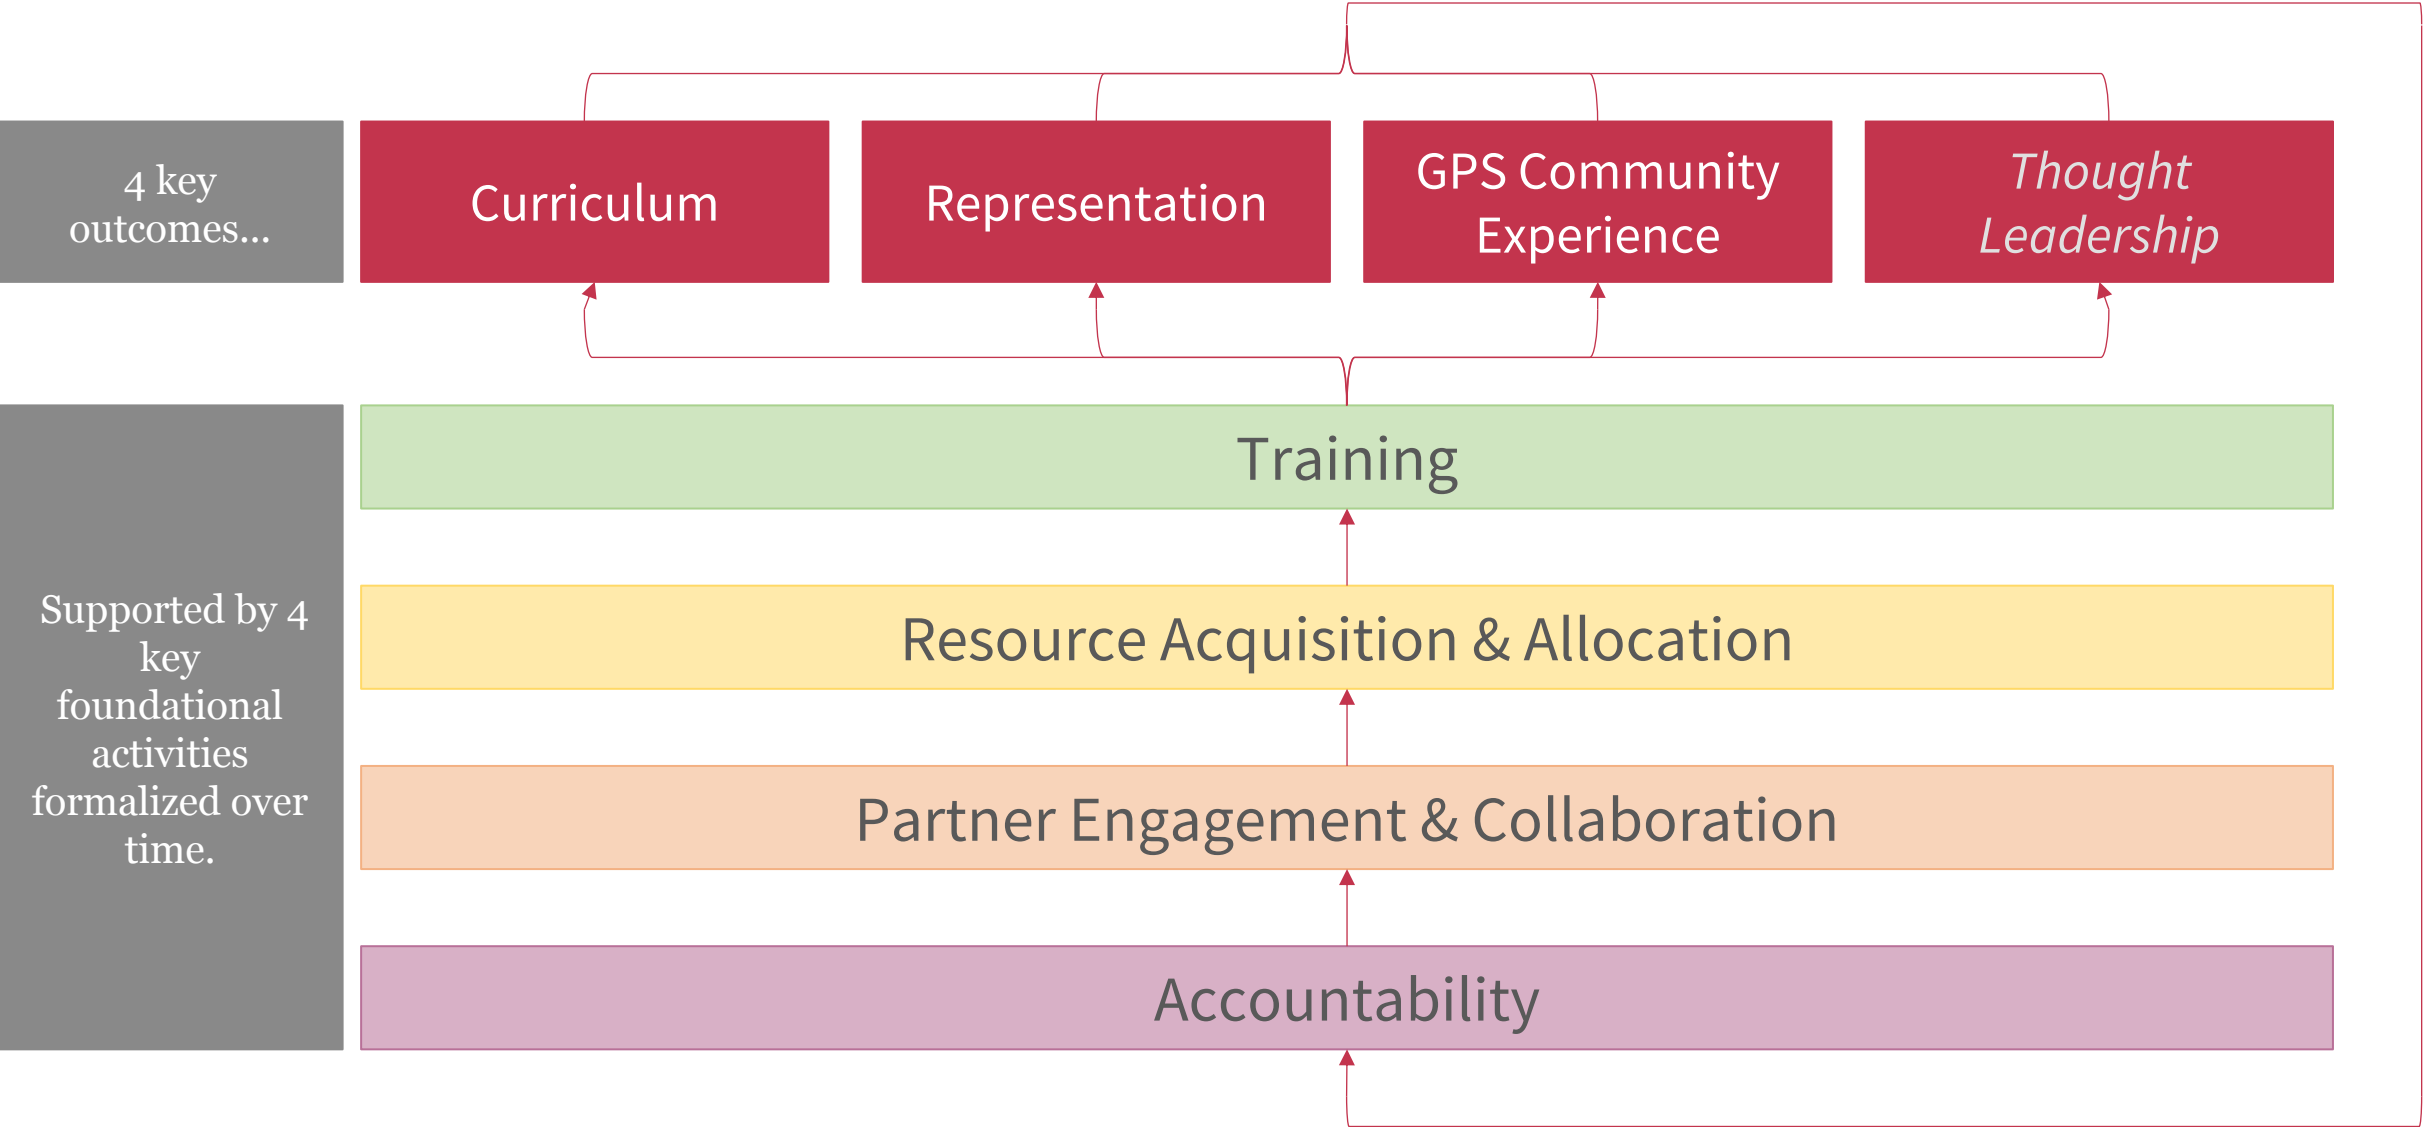 4 key
outcomes...
Curriculum
Representation
GPS Community
Experience
Thought
Leadership
Supported by 4
key
foundational
activities
formalized over
time.
Training
Resource Acquisition & Allocation
Partner Engagement & Collaboration
Accountability